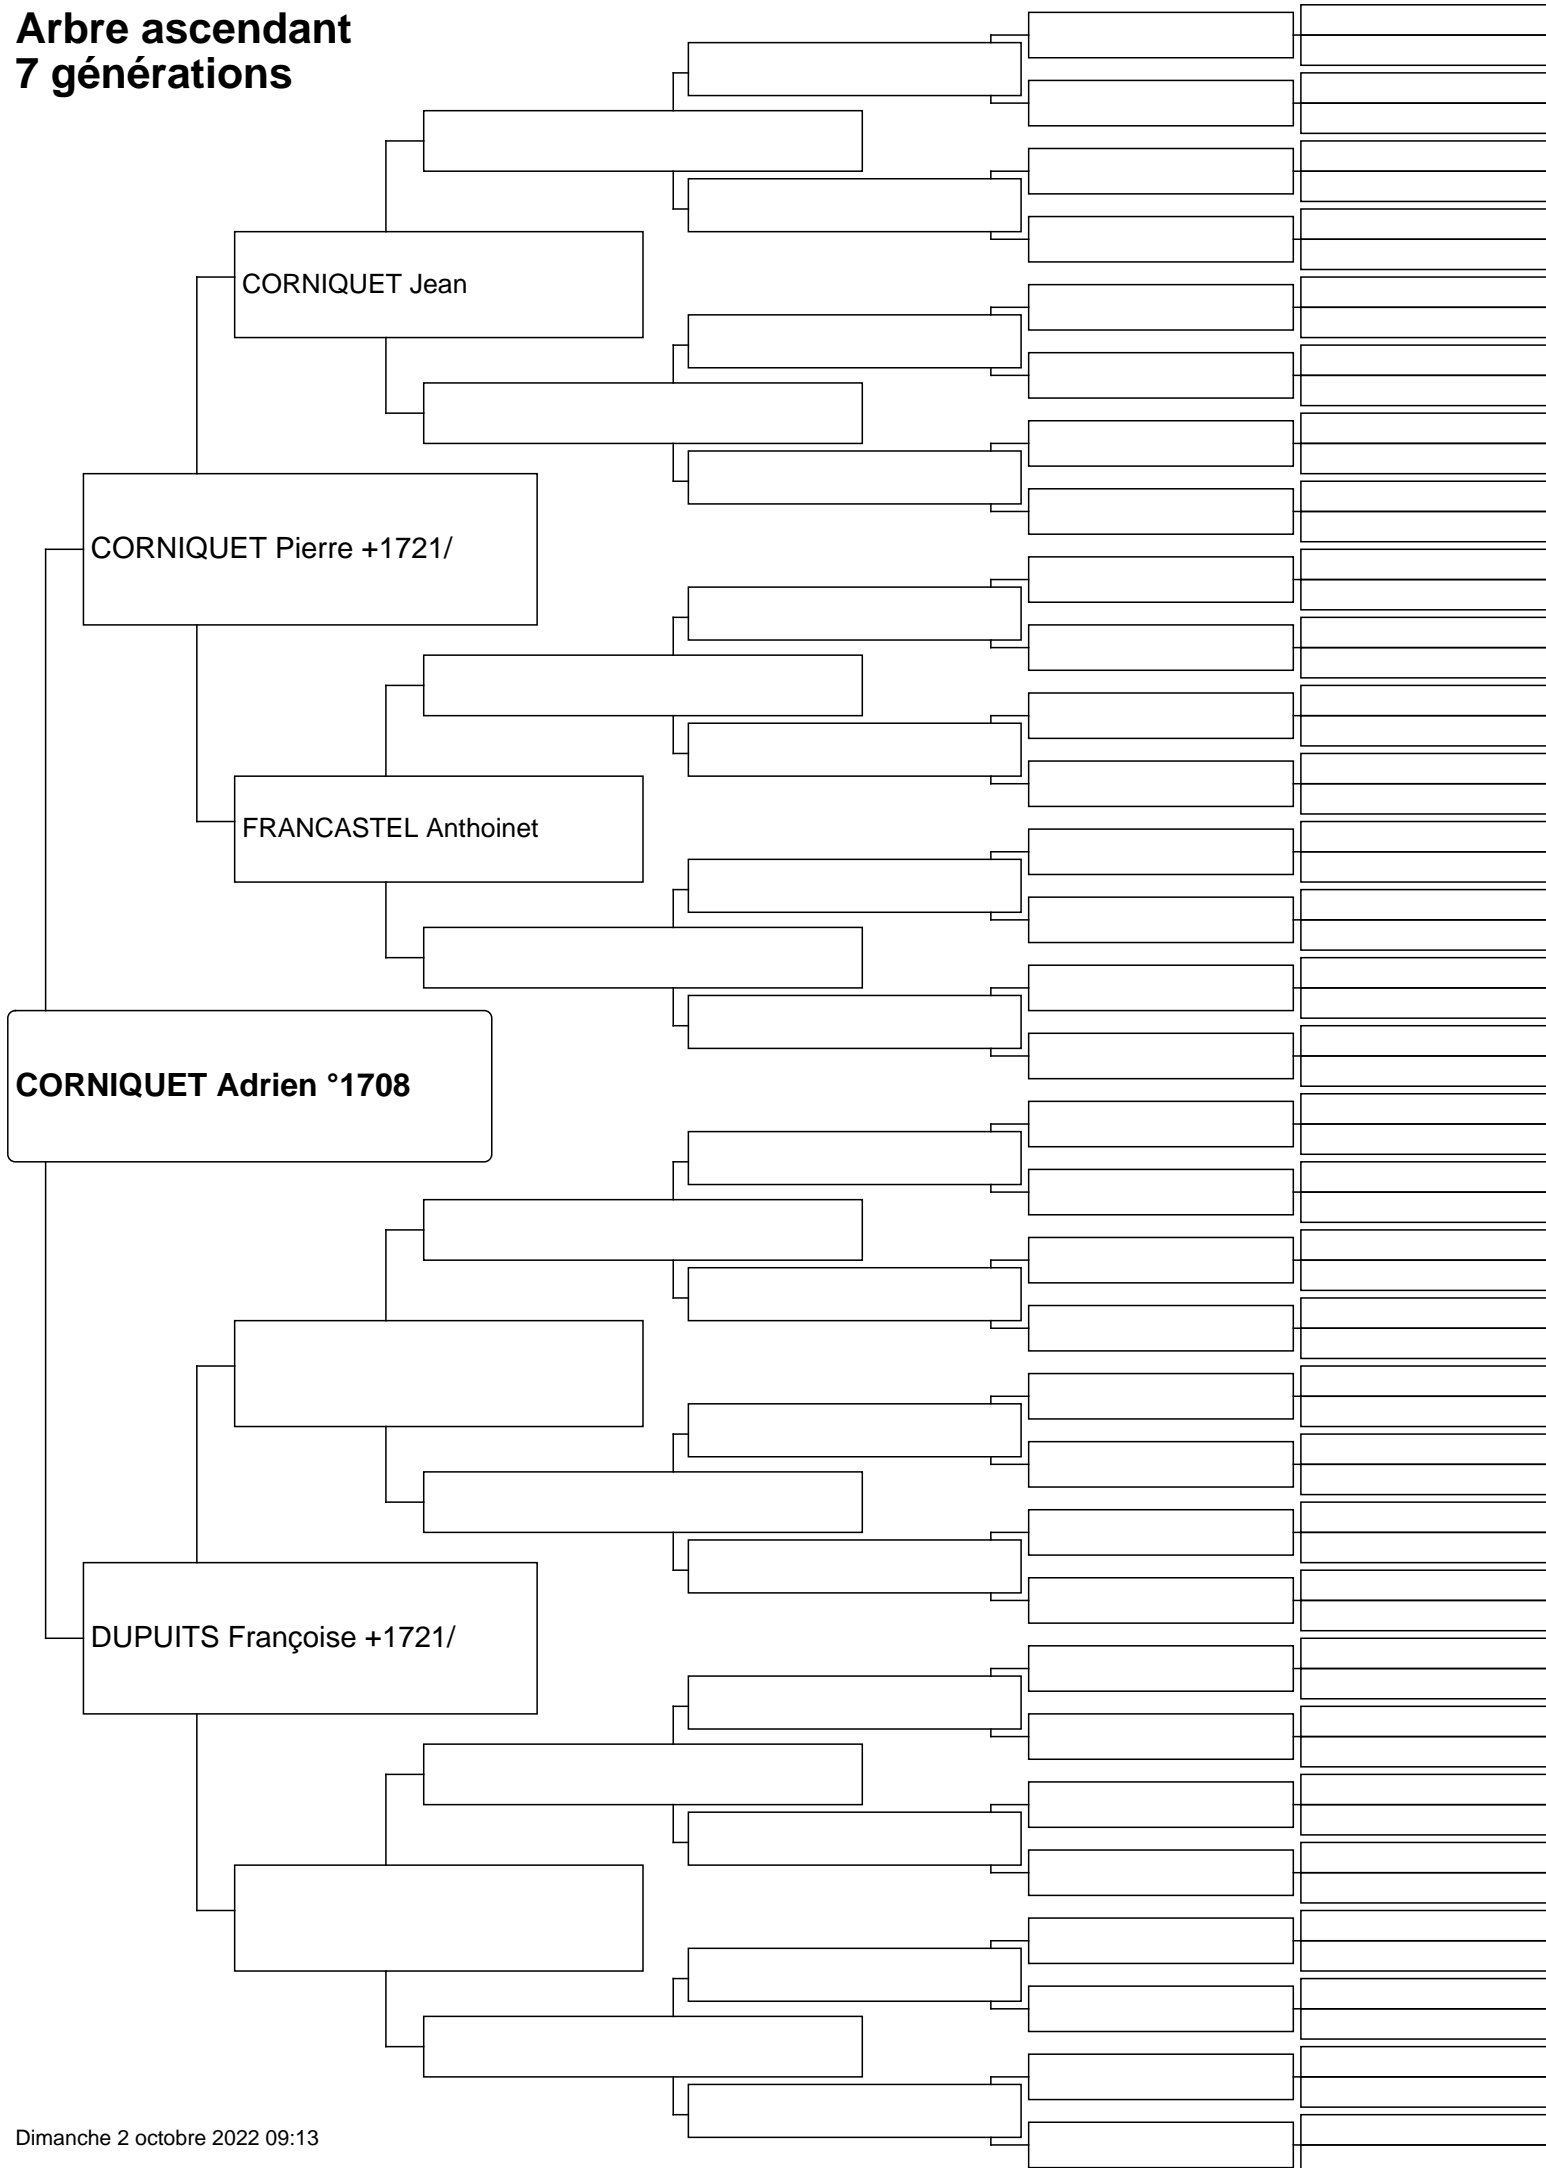 Arbre ascendant
7 générations
CORNIQUET Jean
CORNIQUET Pierre +1721/
FRANCASTEL Anthoinet
CORNIQUET Adrien °1708
DUPUITS Françoise +1721/
Dimanche 2 octobre 2022 09:13